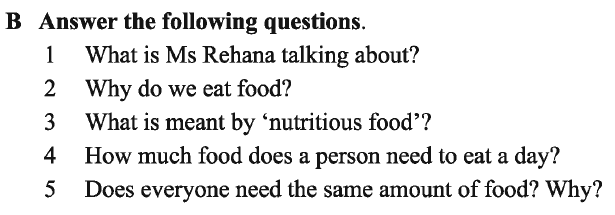 B Answer the following questions.
1 What is Ms Rehana talking about?
2 Why do we eat food?
3 What is meant by ‘nutritious food’?
4 How much food does a person need to eat a day?
5 Does everyone need the same amount of food? Why?